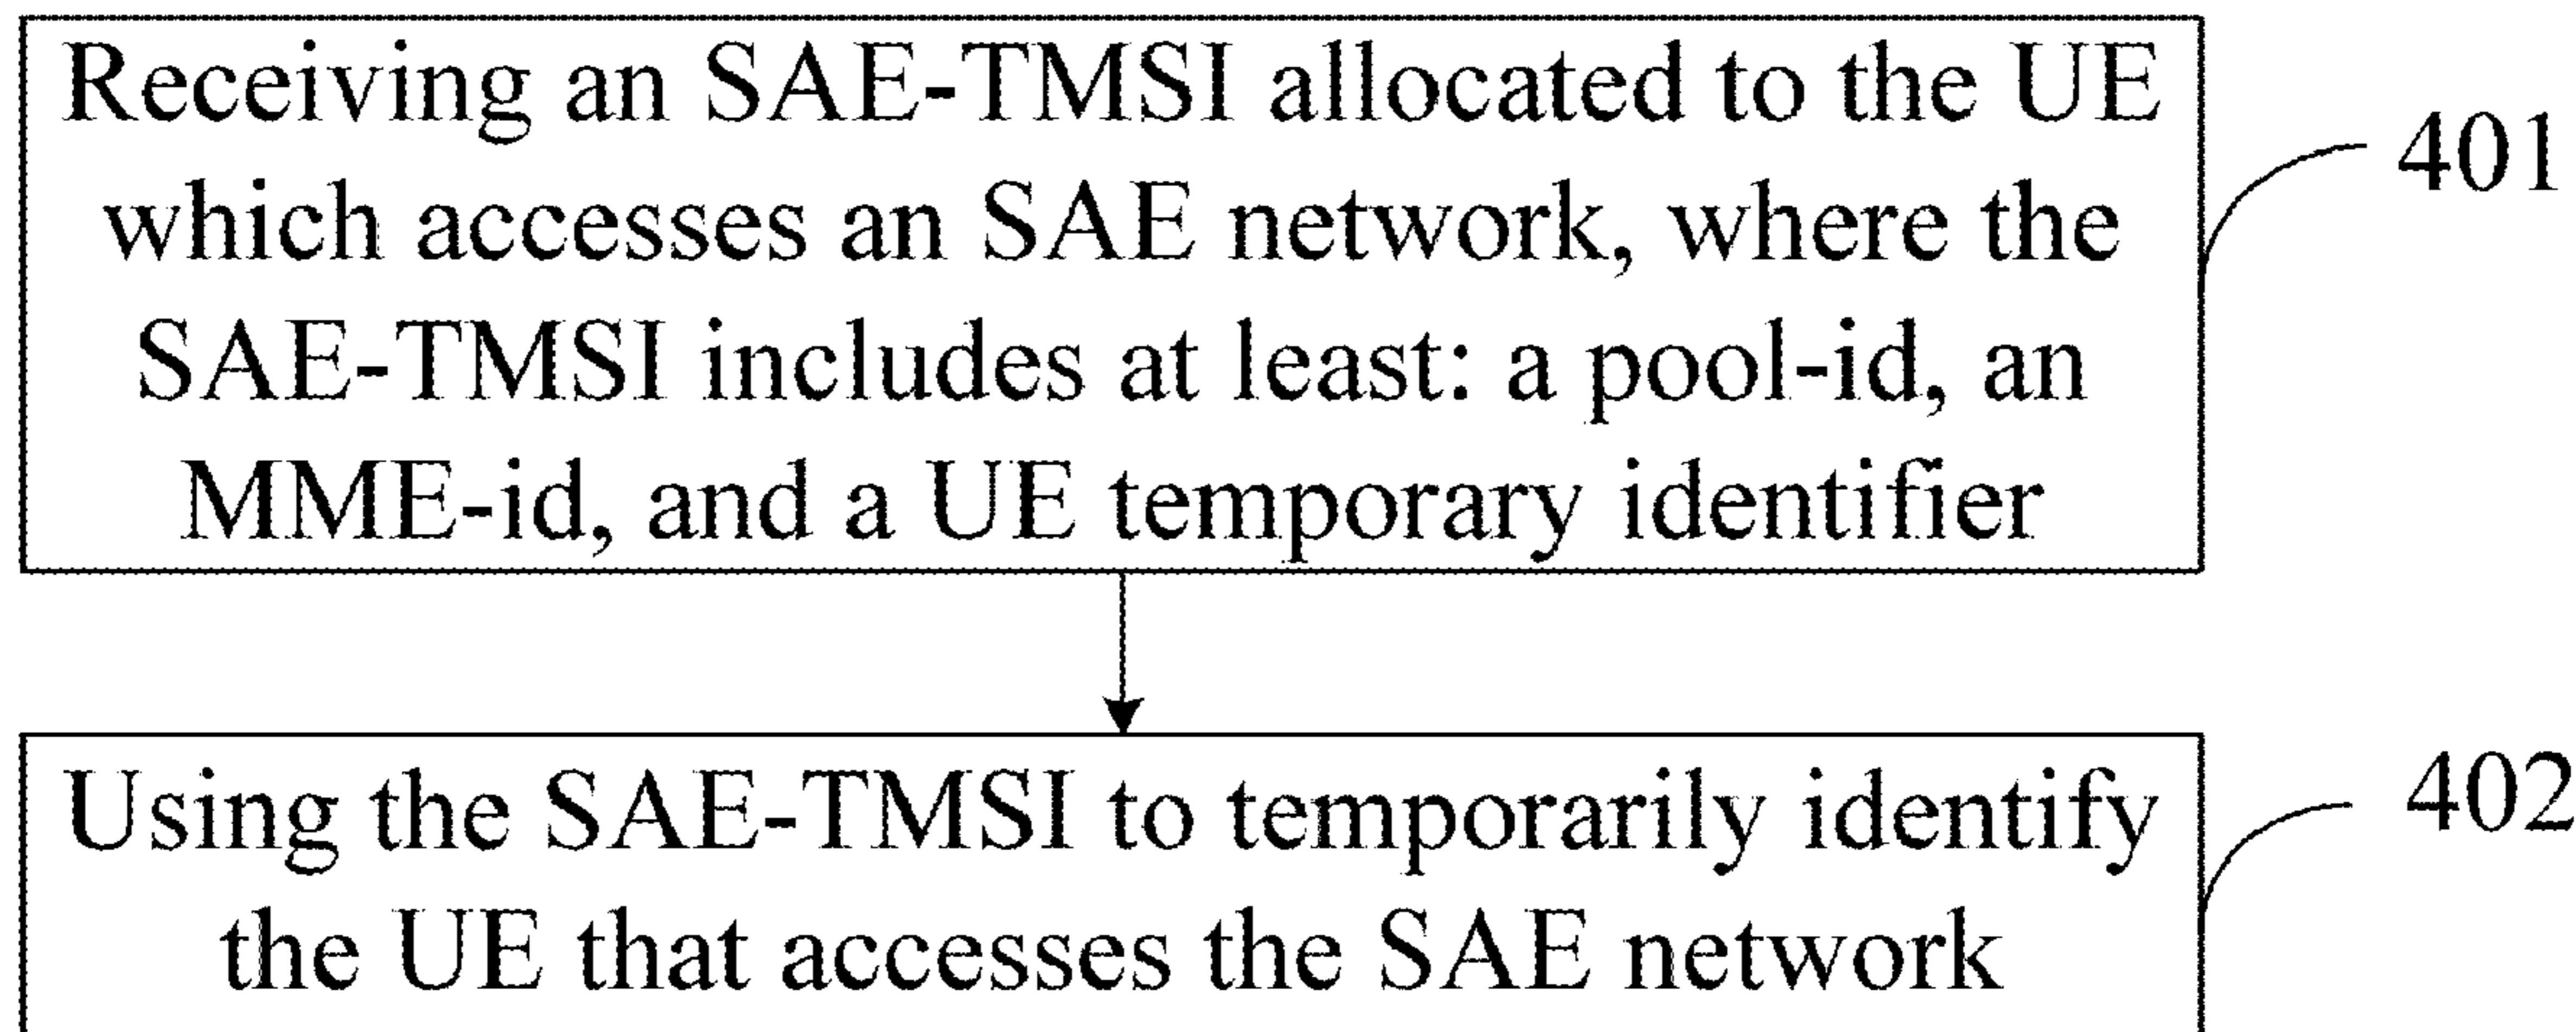 Receiving an SAE-TMSI allocated to the UE
which accesses an SAE network, where the
SAE-TMSI includes at least: a pool-id, an
MME-id, and a UE temporary identifier
401
Using the SAE-TMSI to temporarily identify
the UE that accesses the SAE network
402